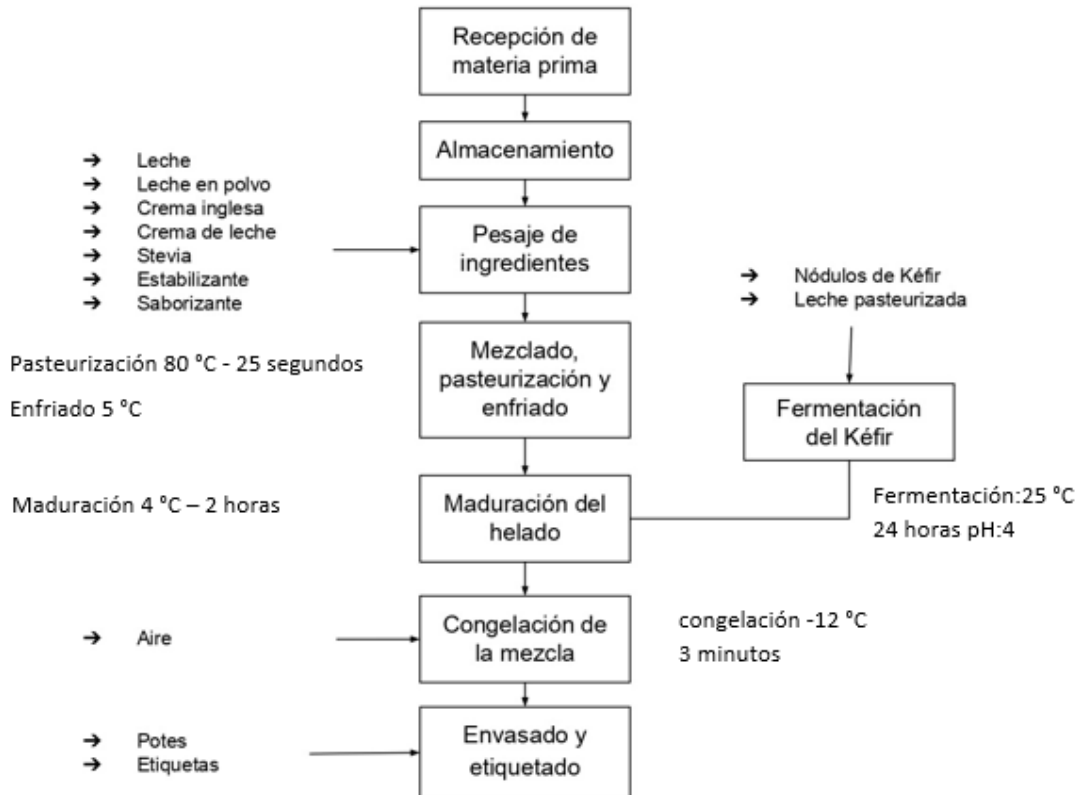 Recepción de
materia prima
Almacenamiento
➔ Leche
➔ Leche en polvo
➔ Crema inglesa
➔ Crema de leche
➔ Stevia
➔ Estabilizante
➔ Saborizante
Pesaje de
ingredientes
➔ Nódulos de Kéfir
➔ Leche pasteurizada
Pasteurización 80 °C - 25 segundos
Enfriado 5 °C
Mezclado,
pasteurización y
enfriado
Fermentación
del Kéfir
Maduración 4 °C – 2 horas
Maduración del
helado
Fermentación:25 °C
24 horas pH:4
➔ Aire
Congelación de
la mezcla
congelación -12 °C
3 minutos
➔ Potes
➔ Etiquetas
Envasado y
etiquetado